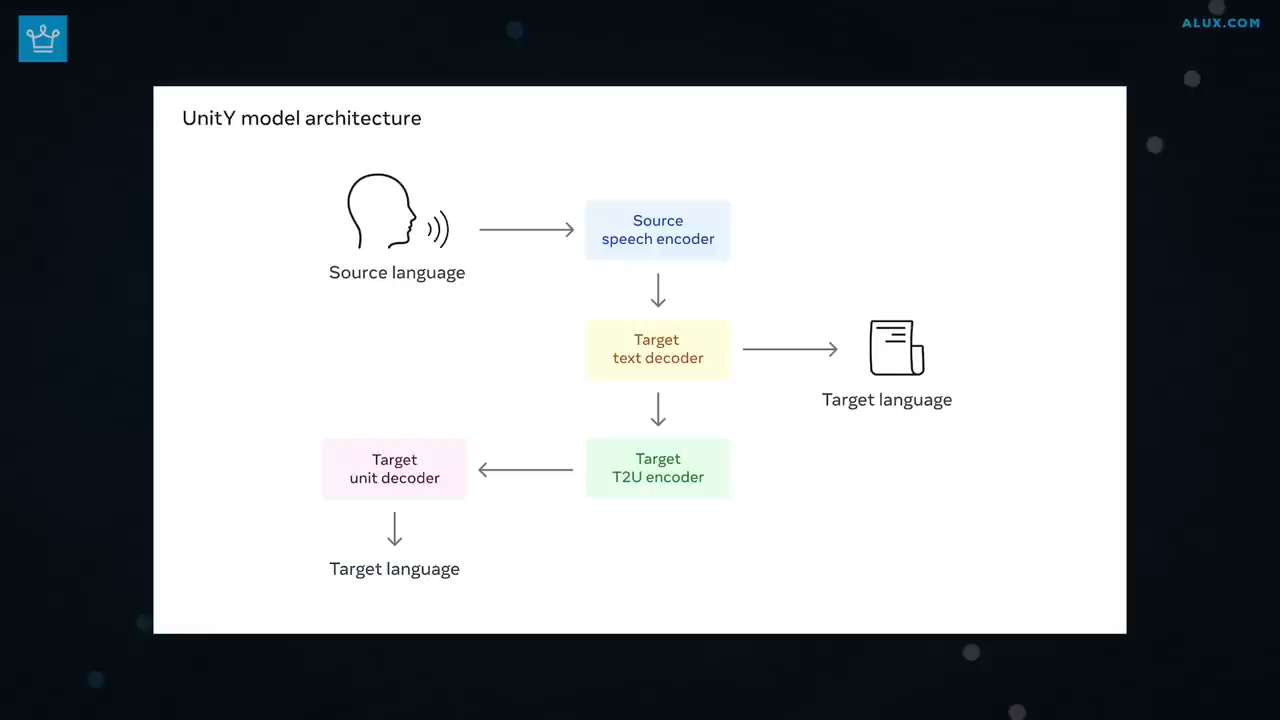 ALUX.COM
UnitY model architecture
Source
speech encoder
Source language
Target
text decoder
Target language
Target
T2U encoder
Target
unit decoder
Target language